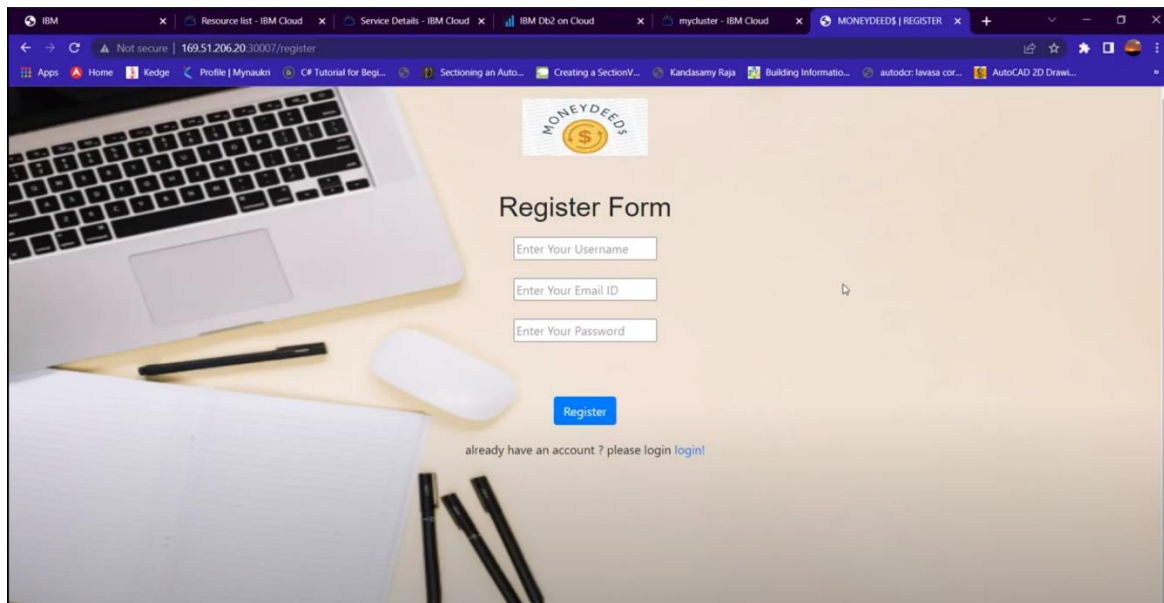 IBM
Resource list - IBM Cloud
Service Details - IBM Cloud
IBM Db2 on Cloud
mycluster - IBM Cloud
MONEYDEED$ | REGISTER
Not secure | 169.51.206.20:30007/register
Apps
Home
Kedge
Profile | Mynaukri
C# Tutorial for Begi...
Sectioning an Auto...
Creating a SectionV...
Kandasamy Raja
Building Informatio...
autodcr: lavasa cor...
AutoCAD 2D Drawi...
MONEYDEEDS
$
Register Form
Enter Your Username
Enter Your Email ID
Enter Your Password
Register
already have an account ? please login login!